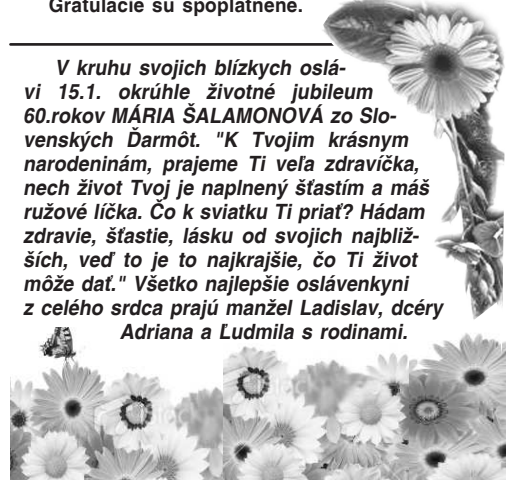 Gratulácie sú spoplatnené.
V kruhu svojich blízkych oslá-
vi 15.1. okrúhle životné jubileum
60.rokov MÁRIA ŠALAMONOVÁ zo Slo-
venských Ďarmôt. "K Tvojim krásnym
narodeninám, prajeme Ti veľa zdravíčka,
nech život Tvoj je naplnený šťastím a máš
ružové líčka. Čo k sviatku Ti priať? Hádam
zdravie, šťastie, lásku od svojich najbliž-
ších, veď to je to najkrajšie, čo Ti život
môže dať." Všetko najlepšie oslávenkyni
z celého srdca prajú manžel Ladislav, dcéry
Adriana a Ľudmila s rodinami.